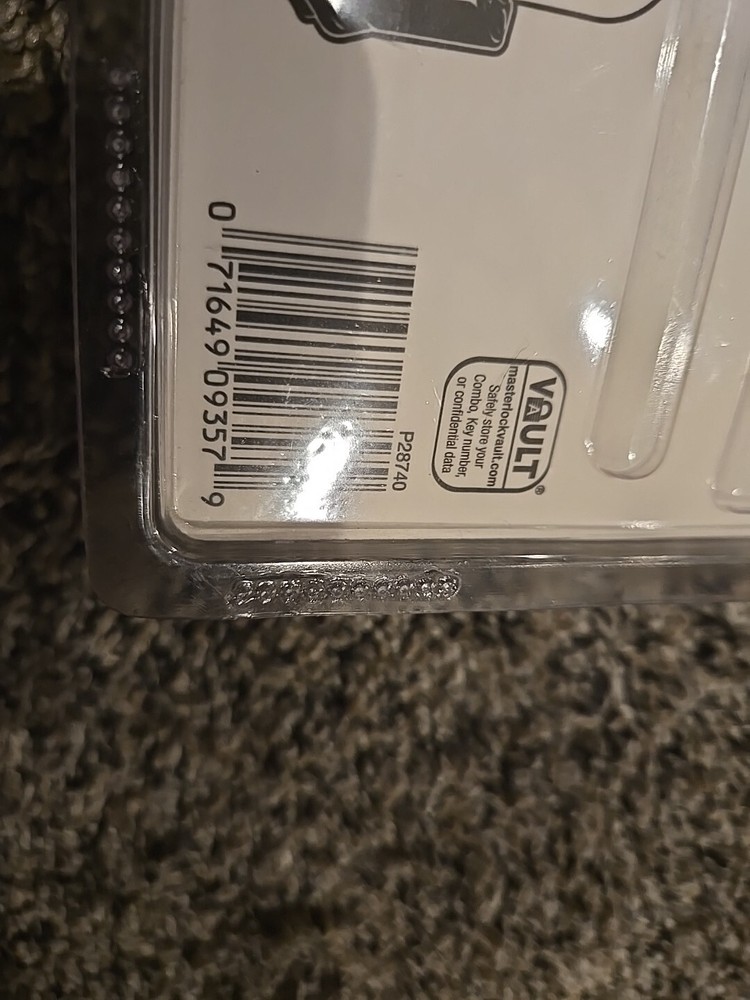 0 71649 09357 9
P28740
VAULT®
masterlockvault.com
Safely store your
Combo, Key number,
or confidential data